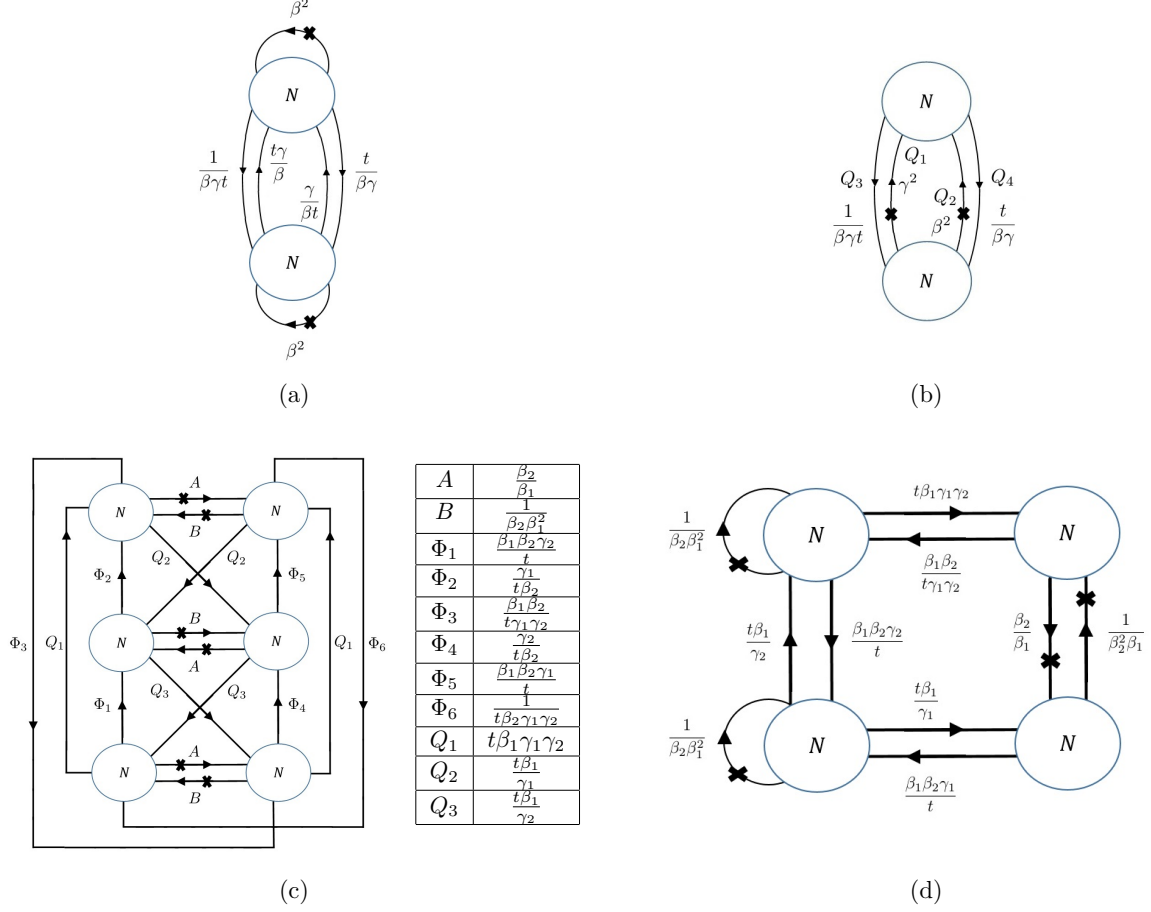 β²
N
1/βγt
tγ/β
γ/βt
t/βγ
N
β²
(a)
N
Q₃
1/βγt
Q₁
γ²
Q₂
β²
Q₄
t/βγ
N
(b)
A
N
N
B
Q₂
Q₂
Φ₂
Φ₅
B
Φ₃
Q₁
N
N
Q₁
Φ₆
A
Q₃
Q₃
Φ₁
Φ₄
A
N
N
B
A β₂/β₁
B 1/β₂β₁²
Φ₁ β₁β₂γ₂/t
Φ₂ γ₁/tβ₂
Φ₃ β₁β₂/tγ₁γ₂
Φ₄ γ₂/tβ₂
Φ₅ β₁β₂γ₁/t
Φ₆ 1/tβ₂γ₁γ₂
Q₁ tβ₁γ₁γ₂
Q₂ tβ₁/γ₁
Q₃ tβ₁/γ₂
(c)
tβ₁γ₁γ₂
1/β₂β₁²
N
N
β₁β₂/tγ₁γ₂
tβ₁/γ₂
β₁β₂γ₂/t
β₂/β₁
1/β₂²β₁
tβ₁/γ₁
1/β₂β₁²
N
N
β₁β₂γ₁/t
(d)